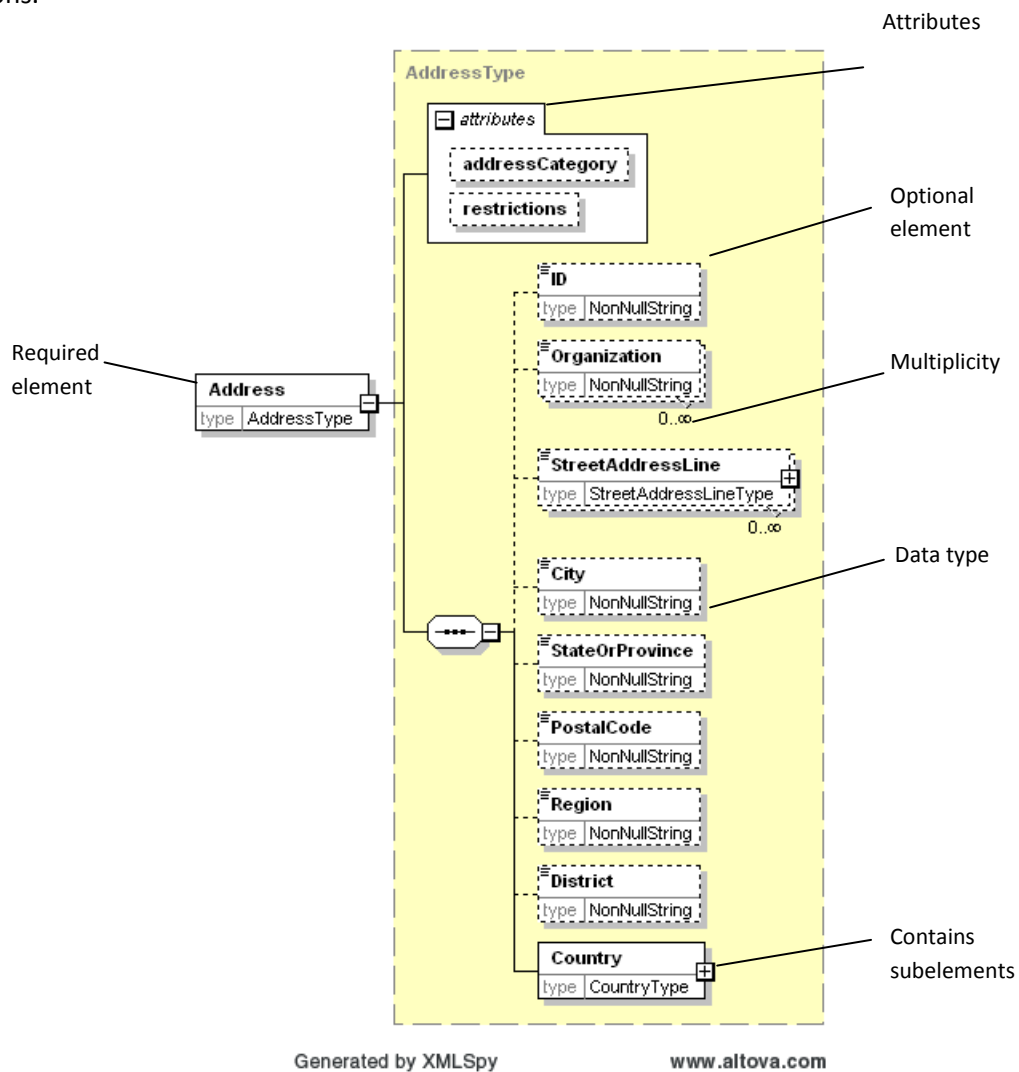 ons.
Attributes
AddressType
attributes
addressCategory
restrictions
Optional
element
ID
type NonNullString
Required
element
Organization
type NonNullString
Multiplicity
0..∞
Address
type AddressType
StreetAddressLine
type StreetAddressLineType
0..∞
Data type
City
type NonNullString
StateOrProvince
type NonNullString
PostalCode
type NonNullString
Region
type NonNullString
District
type NonNullString
Contains
subelements
Country
type CountryType
Generated by XMLSpy www.altova.com